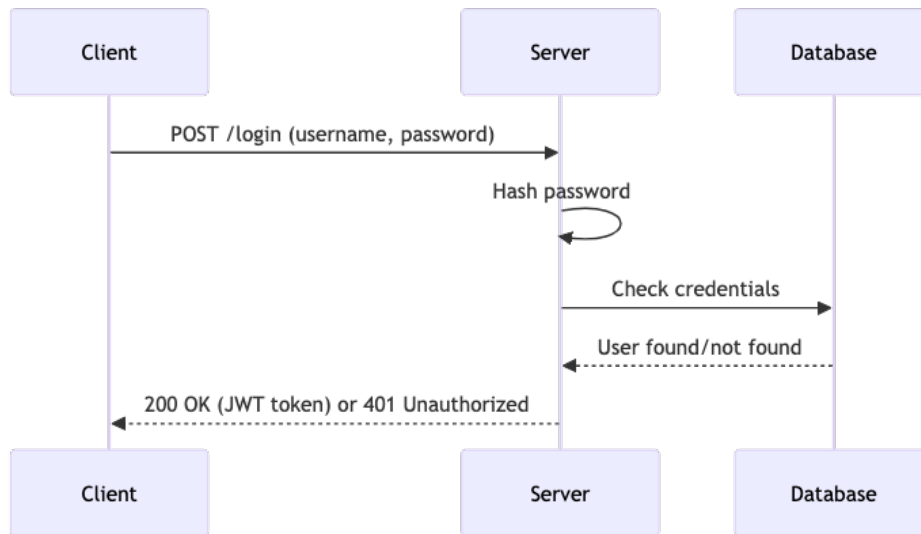 Client
Server
Database
POST /login (username, password)
Hash password
Check credentials
User found/not found
200 OK (JWT token) or 401 Unauthorized
Client
Server
Database